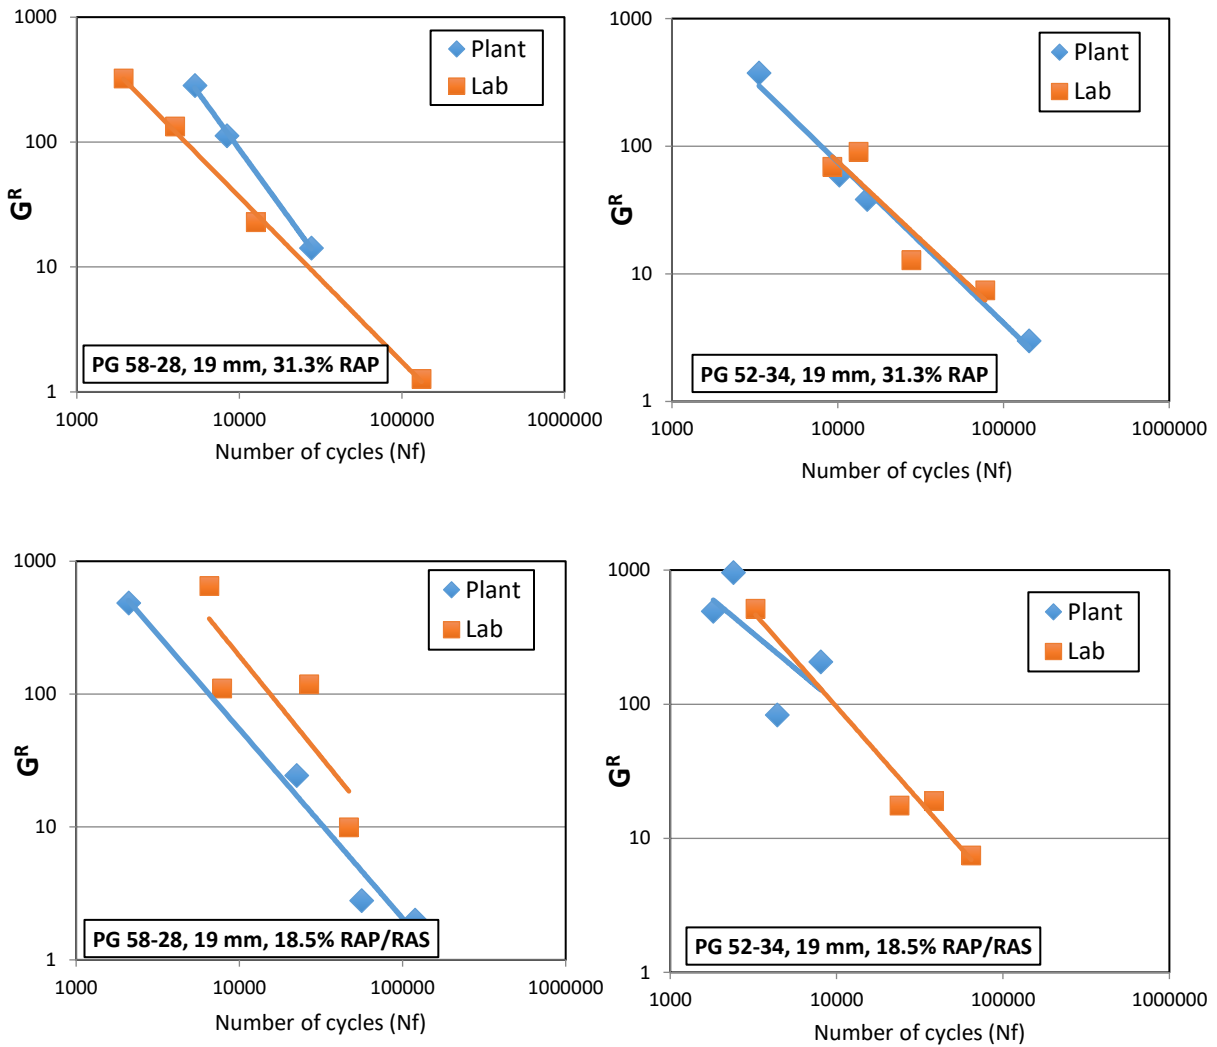 1000
100
10
1
G^R
Plant
Lab
PG 58-28, 19 mm, 31.3% RAP
1000 10000 100000 1000000
Number of cycles (Nf)
1000
100
10
1
G^R
Plant
Lab
PG 52-34, 19 mm, 31.3% RAP
1000 10000 100000 1000000
Number of cycles (Nf)
1000
100
10
1
G^R
Plant
Lab
PG 58-28, 19 mm, 18.5% RAP/RAS
1000 10000 100000 1000000
Number of cycles (Nf)
1000
100
10
1
G^R
Plant
Lab
PG 52-34, 19 mm, 18.5% RAP/RAS
1000 10000 100000 1000000
Number of cycles (Nf)